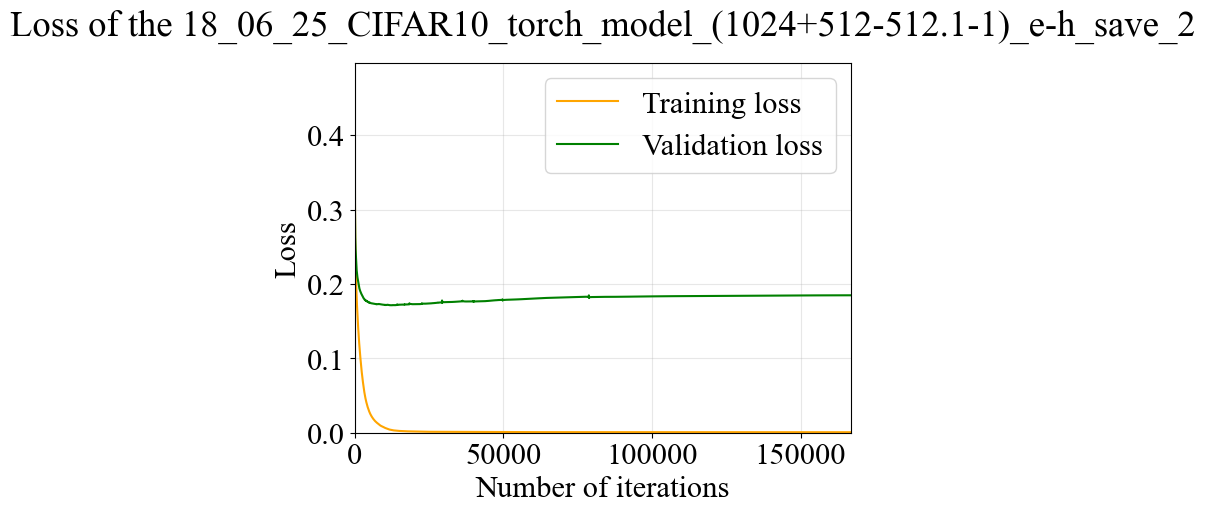 Loss of the 18_06_25_CIFAR10_torch_model_(1024+512-512.1-1)_e-h_save_2
Training loss
Validation loss
Loss
0.4
0.3
0.2
0.1
0.0
0 50000 100000 150000
Number of iterations